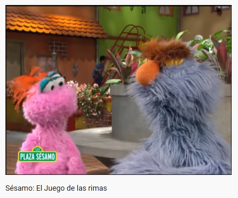 PLAZA SÉSAMO
Sésamo: El Juego de las rimas